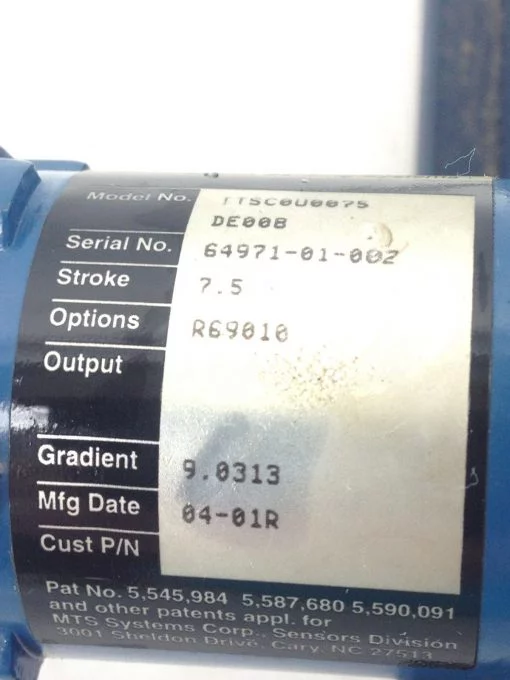 Model No. TTSC0U0075
DE008
Serial No. 64971-01-002
Stroke 7.5
Options R69010
Output
Gradient 9.0313
Mfg Date 04-01R
Cust P/N
Pat No. 5,545,984 5,587,680 5,590,091
and other patents appl. for
MTS Systems Corp., Sensors Division
3001 Sheldon Drive, Cary, NC 27513